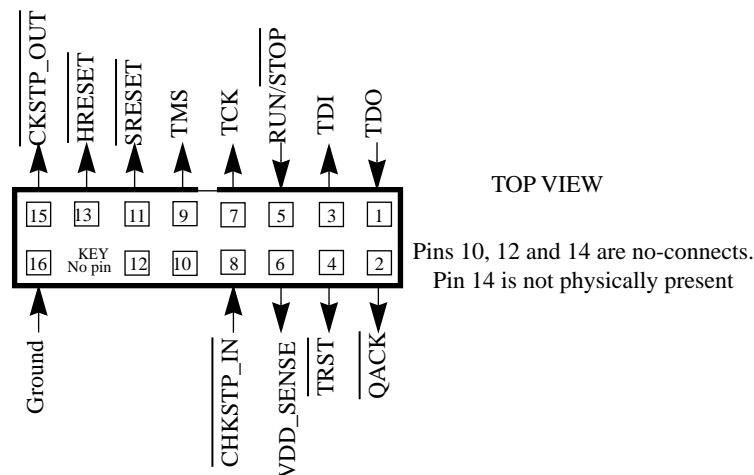 CKSTP_OUT
HRESET
SRESET
TMS
TCK
RUN/STOP
TDI
TDO
15 13 11 9 7 5 3 1
16 KEY No pin 12 10 8 6 4 2
Ground
CHKSTP_IN
VDD_SENSE
TRST
QACK
TOP VIEW
Pins 10, 12 and 14 are no-connects.
Pin 14 is not physically present